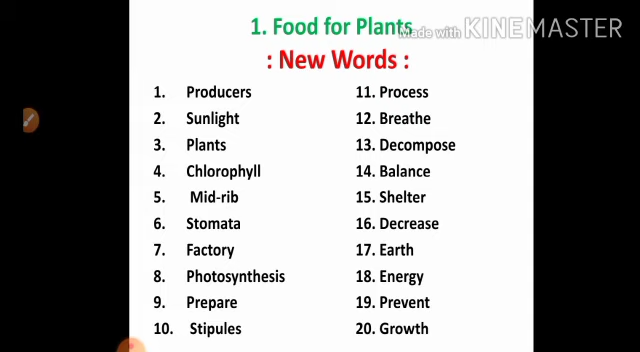 1. Food for Plants
Made with KINEMASTER
: New Words :
1. Producers
2. Sunlight
3. Plants
4. Chlorophyll
5. Mid-rib
6. Stomata
7. Factory
8. Photosynthesis
9. Prepare
10. Stipules
11. Process
12. Breathe
13. Decompose
14. Balance
15. Shelter
16. Decrease
17. Earth
18. Energy
19. Prevent
20. Growth